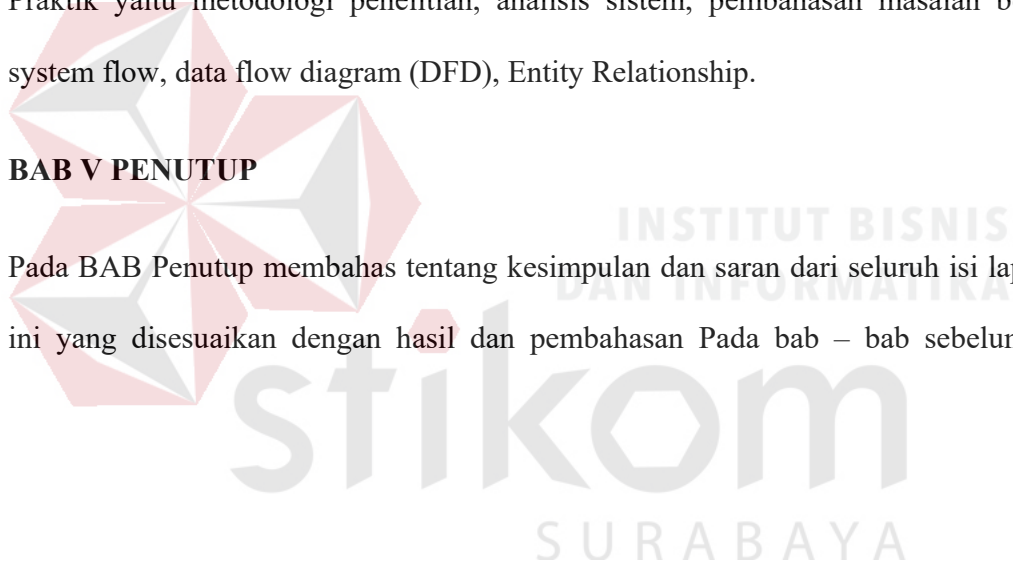 Praktik yaitu metodologi penelitian, analisis sistem, pembahasan masalah
system flow, data flow diagram (DFD), Entity Relationship.
BAB V PENUTUP
INSTITUT BISNIS
Pada BAB Penutup membahas tentang kesimpulan dan saran dari seluruh isi
DAN INFORMATIKA
ini yang disesuaikan dengan hasil dan pembahasan Pada bab – bab
stikom
SURABAYA